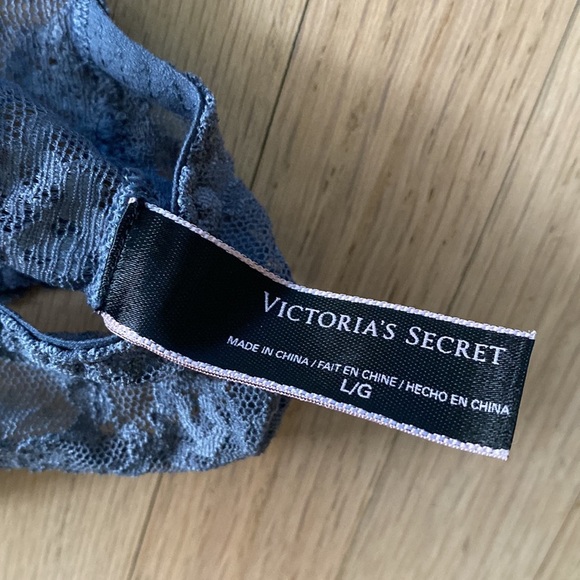 VICTORIA'S SECRET
MADE IN CHINA / FAIT EN CHINE / HECHO EN CHINA
L/G